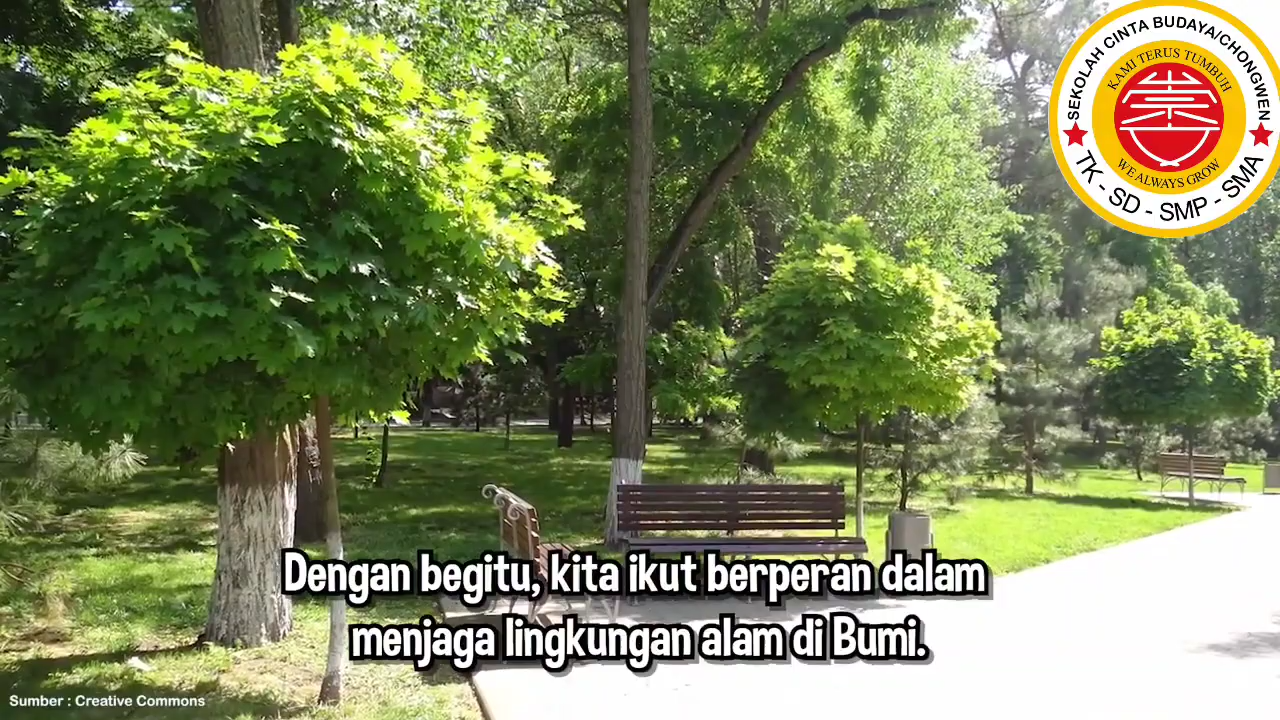 SEKOLAH CINTA BUDAYA/CHONGWEN
KAMI TERUS TUMBUH
WE ALWAYS GROW
TK - SD - SMP - SMA
Dengan begitu, kita ikut berperan dalam
menjaga lingkungan alam di Bumi.
Sumber : Creative Commons